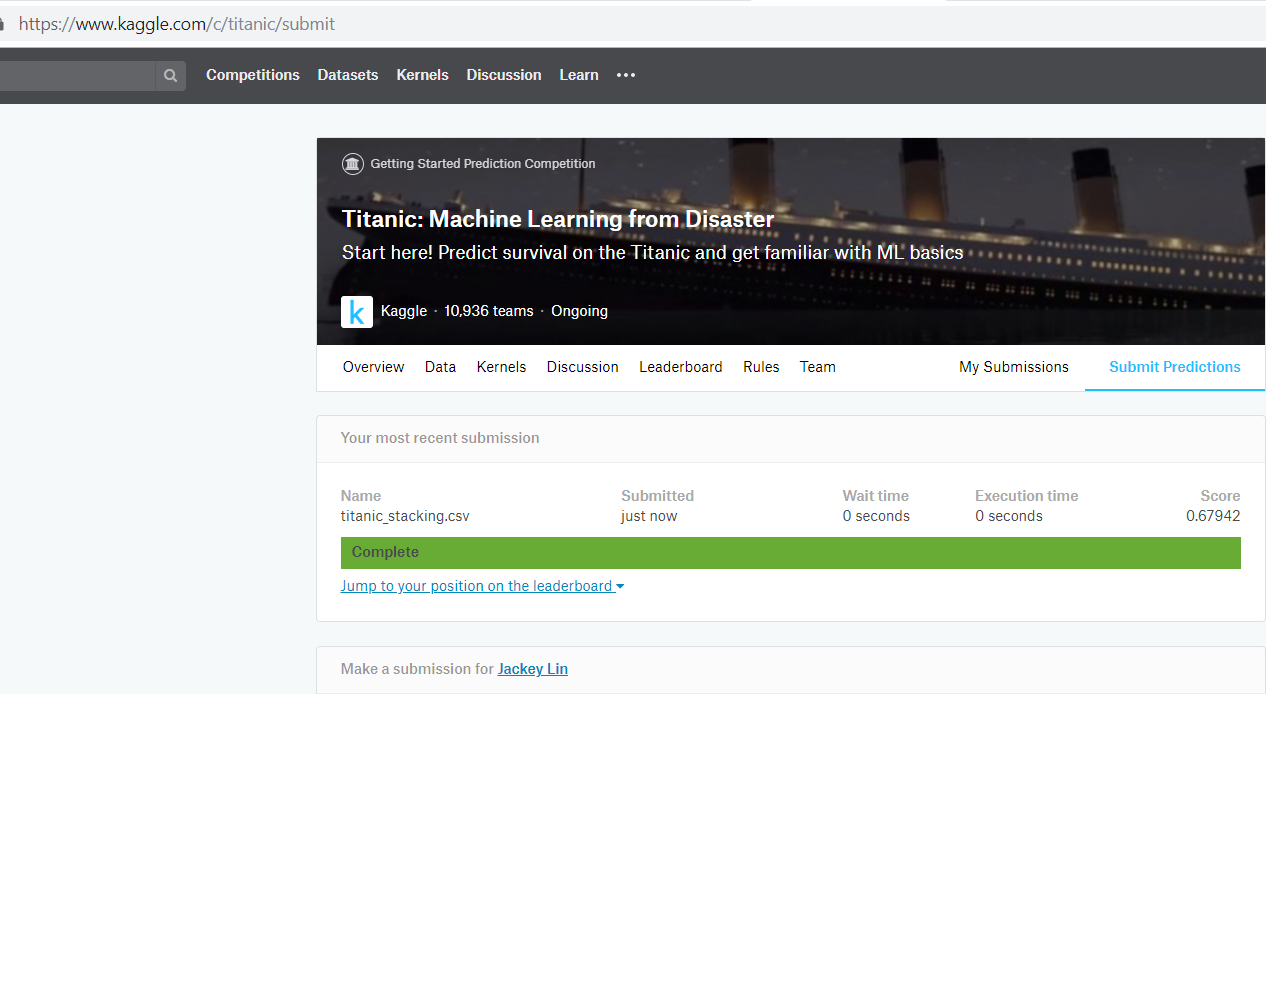 https://www.kaggle.com/c/titanic/submit
Competitions Datasets Kernels Discussion Learn •••
Getting Started Prediction Competition
Titanic: Machine Learning from Disaster
Start here! Predict survival on the Titanic and get familiar with ML basics
k Kaggle · 10,936 teams · Ongoing
Overview Data Kernels Discussion Leaderboard Rules Team My Submissions Submit Predictions
Your most recent submission
Name Submitted Wait time Execution time Score
titanic_stacking.csv just now 0 seconds 0 seconds 0.67942
Complete
Jump to your position on the leaderboard
Make a submission for Jackey Lin